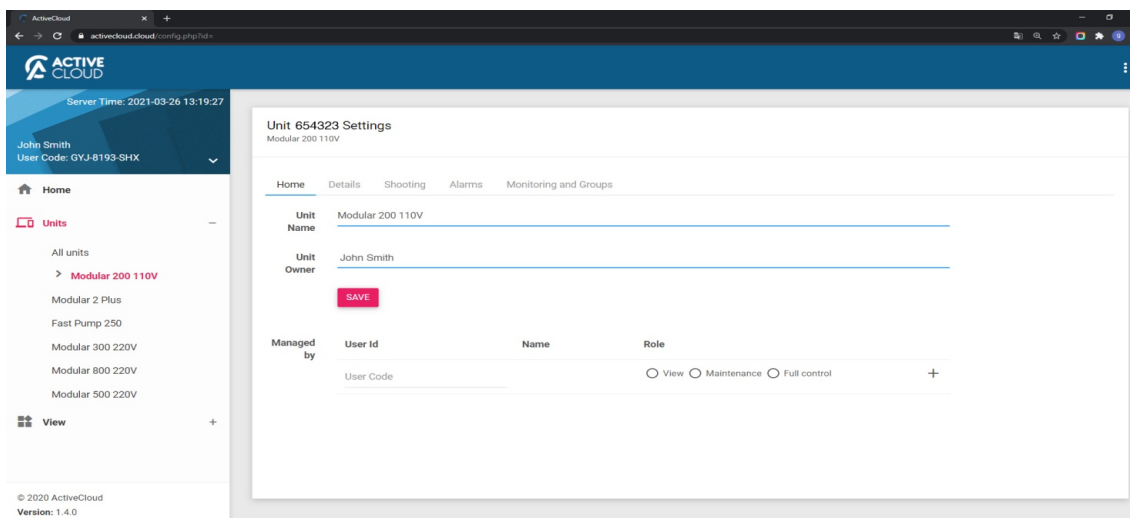 ActiveCloud
activecloud.cloud/config.php?id=
ACTIVE
CLOUD
Server Time: 2021-03-26 13:19:27
John Smith
User Code: GYJ-8193-SHX
Home
Units
All units
Modular 200 110V
Modular 2 Plus
Fast Pump 250
Modular 300 220V
Modular 800 220V
Modular 500 220V
View
© 2020 ActiveCloud
Version: 1.4.0
Unit 654323 Settings
Modular 200 110V
Home Details Shooting Alarms Monitoring and Groups
Unit Name Modular 200 110V
Unit Owner John Smith
SAVE
Managed by User Id Name Role
User Code View Maintenance Full control